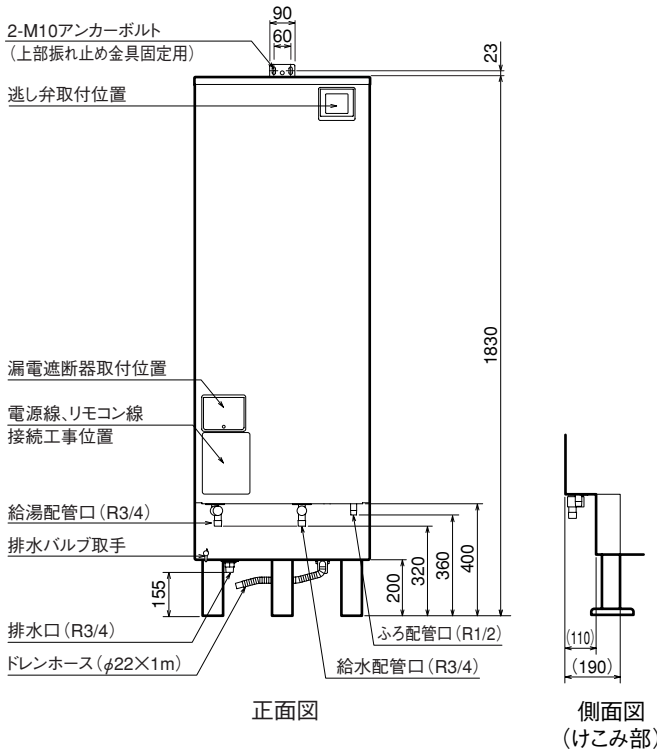 90
60
23
2-M10アンカーボルト
(上部振れ止め金具固定用)
逃し弁取付位置
1830
漏電遮断器取付位置
電源線、リモコン線
接続工事位置
給湯配管口(R3/4)
排水バルブ取手
155
200
320
360
400
排水口(R3/4)
ドレンホース(φ22×1m)
ふろ配管口(R1/2)
給水配管口(R3/4)
(110)
(190)
正面図
側面図
(けこみ部)